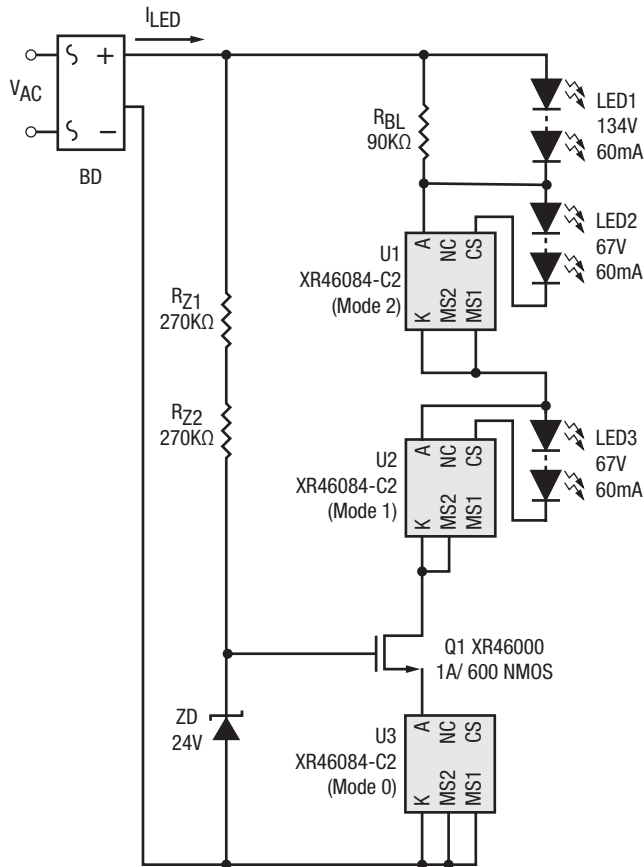 ILED
VAC
+
−
BD
RBL
90KΩ
LED1
134V
60mA
A
NC
CS
K
MS2
MS1
U1
XR46084-C2
(Mode 2)
LED2
67V
60mA
RZ1
270KΩ
RZ2
270KΩ
A
NC
CS
K
MS2
MS1
U2
XR46084-C2
(Mode 1)
LED3
67V
60mA
Q1 XR46000
1A/ 600 NMOS
ZD
24V
A
NC
CS
K
MS2
MS1
U3
XR46084-C2
(Mode 0)